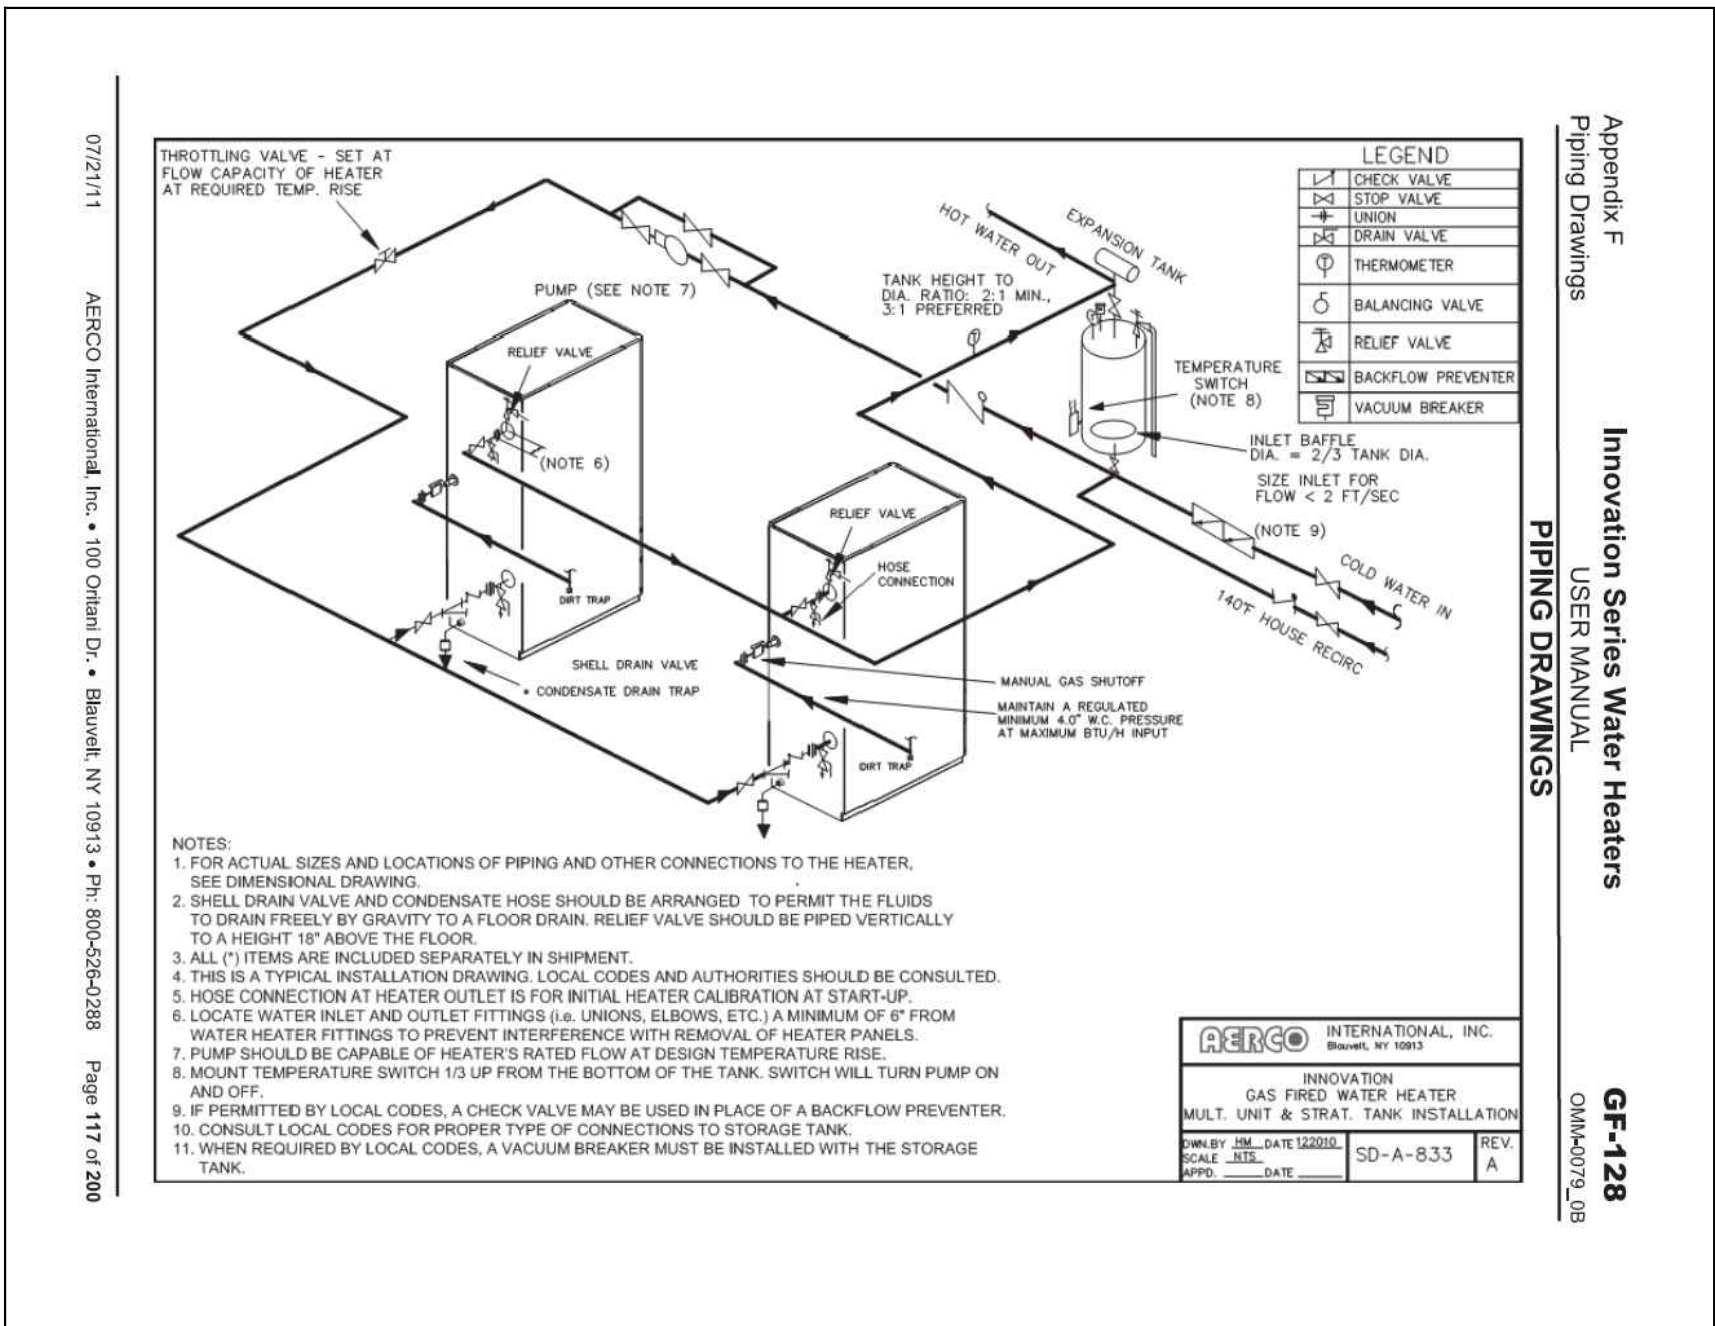 Appendix F
Piping Drawings
Innovation Series Water Heaters
USER MANUAL
GF-128
OMM-0079_0B
PIPING DRAWINGS
THROTTLING VALVE - SET AT
FLOW CAPACITY OF HEATER
AT REQUIRED TEMP. RISE
PUMP (SEE NOTE 7)
RELIEF VALVE
(NOTE 6)
DIRT TRAP
SHELL DRAIN VALVE
* CONDENSATE DRAIN TRAP
HOT WATER OUT
EXPANSION TANK
TANK HEIGHT TO
DIA. RATIO: 2:1 MIN.,
3:1 PREFERRED
TEMPERATURE
SWITCH
(NOTE 8)
INLET BAFFLE
DIA. = 2/3 TANK DIA.
SIZE INLET FOR
FLOW < 2 FT/SEC
(NOTE 9)
COLD WATER IN
140°F HOUSE RECIRC
RELIEF VALVE
HOSE
CONNECTION
MANUAL GAS SHUTOFF
MAINTAIN A REGULATED
MINIMUM 4.0" W.C. PRESSURE
AT MAXIMUM BTU/H INPUT
DIRT TRAP
LEGEND
CHECK VALVE
STOP VALVE
UNION
DRAIN VALVE
T THERMOMETER
BALANCING VALVE
RELIEF VALVE
BACKFLOW PREVENTER
VACUUM BREAKER
NOTES:
1. FOR ACTUAL SIZES AND LOCATIONS OF PIPING AND OTHER CONNECTIONS TO THE HEATER,
SEE DIMENSIONAL DRAWING.
2. SHELL DRAIN VALVE AND CONDENSATE HOSE SHOULD BE ARRANGED TO PERMIT THE FLUIDS
TO DRAIN FREELY BY GRAVITY TO A FLOOR DRAIN. RELIEF VALVE SHOULD BE PIPED VERTICALLY
TO A HEIGHT 18" ABOVE THE FLOOR.
3. ALL (*) ITEMS ARE INCLUDED SEPARATELY IN SHIPMENT.
4. THIS IS A TYPICAL INSTALLATION DRAWING. LOCAL CODES AND AUTHORITIES SHOULD BE CONSULTED.
5. HOSE CONNECTION AT HEATER OUTLET IS FOR INITIAL HEATER CALIBRATION AT START-UP.
6. LOCATE WATER INLET AND OUTLET FITTINGS (i.e. UNIONS, ELBOWS, ETC.) A MINIMUM OF 6" FROM
WATER HEATER FITTINGS TO PREVENT INTERFERENCE WITH REMOVAL OF HEATER PANELS.
7. PUMP SHOULD BE CAPABLE OF HEATER'S RATED FLOW AT DESIGN TEMPERATURE RISE.
8. MOUNT TEMPERATURE SWITCH 1/3 UP FROM THE BOTTOM OF THE TANK. SWITCH WILL TURN PUMP ON
AND OFF.
9. IF PERMITTED BY LOCAL CODES, A CHECK VALVE MAY BE USED IN PLACE OF A BACKFLOW PREVENTER.
10. CONSULT LOCAL CODES FOR PROPER TYPE OF CONNECTIONS TO STORAGE TANK.
11. WHEN REQUIRED BY LOCAL CODES, A VACUUM BREAKER MUST BE INSTALLED WITH THE STORAGE
TANK.
AERCO INTERNATIONAL, INC.
Blauvelt, NY 10913
INNOVATION
GAS FIRED WATER HEATER
MULT. UNIT & STRAT. TANK INSTALLATION
DWN.BY HM DATE 122010
SCALE NTS
APPD. DATE
SD-A-833
REV.
A
07/21/11 AERCO International, Inc. • 100 Oritani Dr. • Blauvelt, NY 10913 • Ph: 800-526-0288 Page 117 of 200